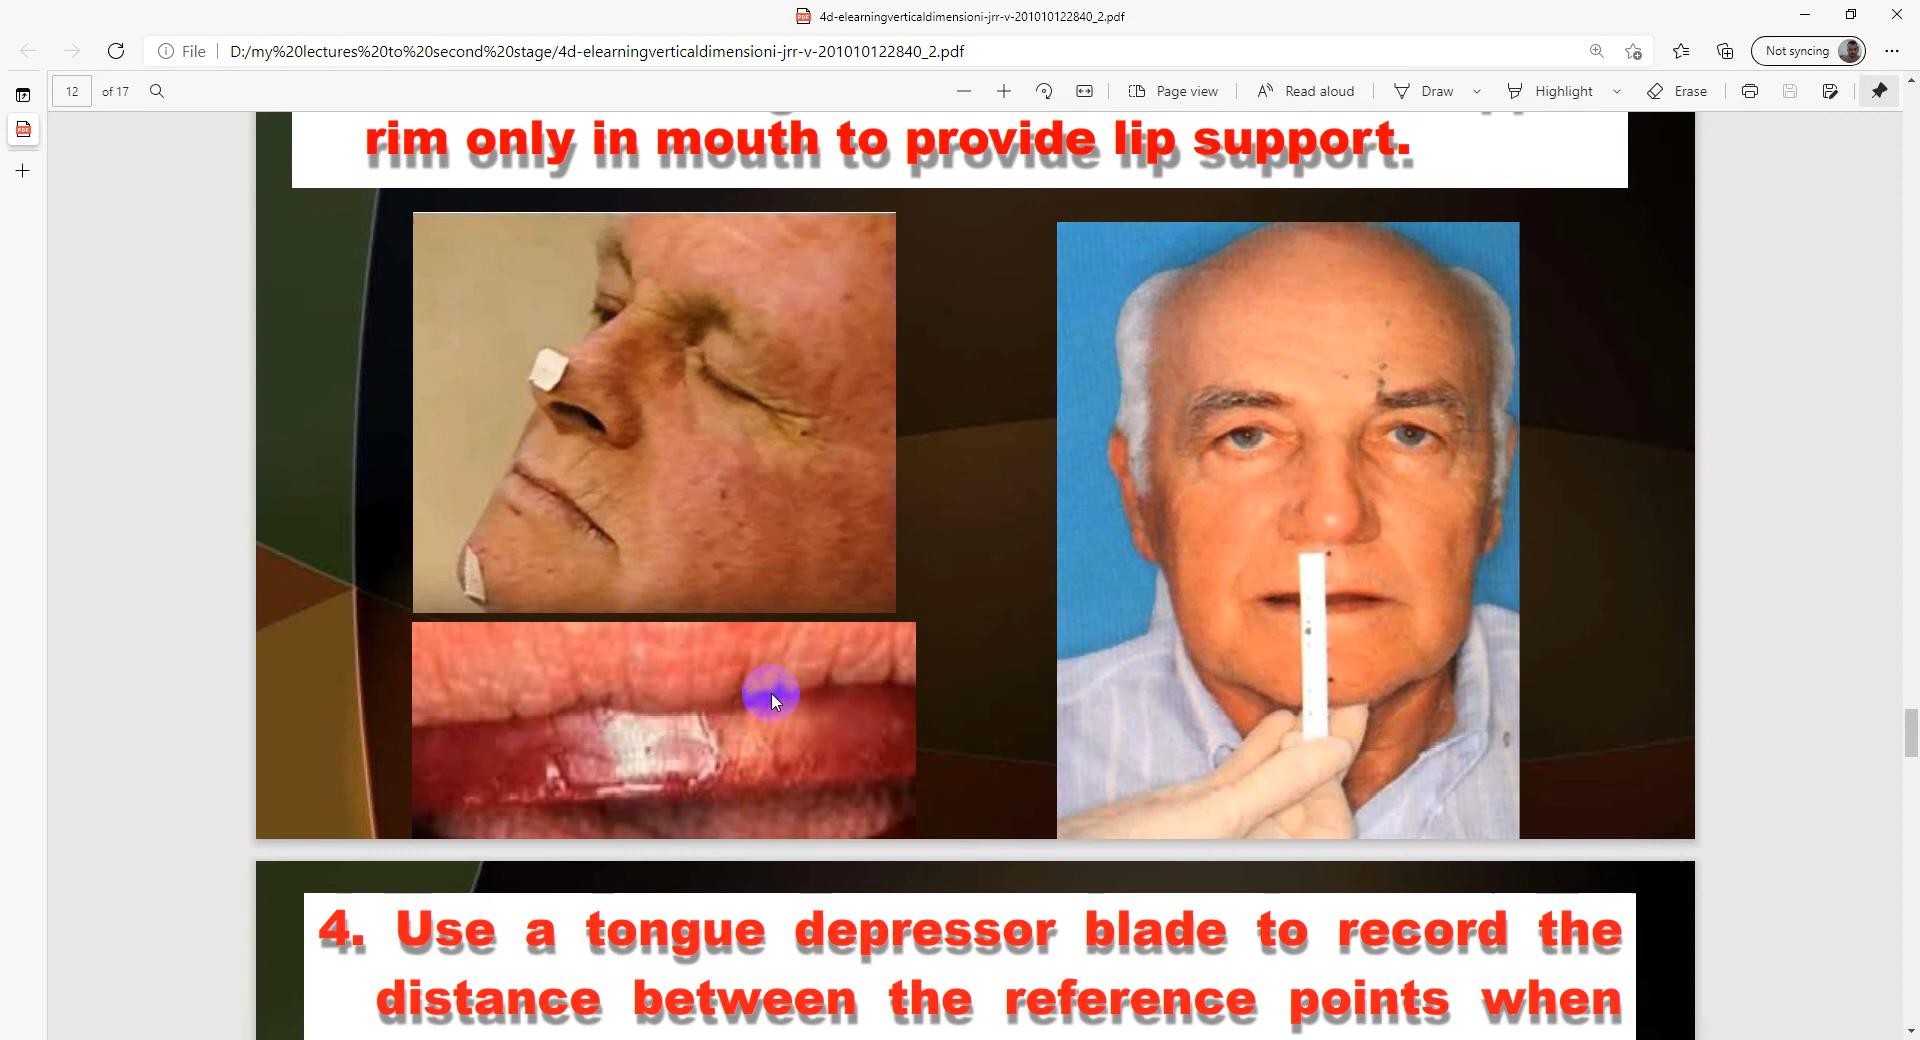 4d-elearningverticaldimensioni-jrr-v-201010122840_2.pdf
File
D:/my%20lectures%20to%20second%20stage/4d-elearningverticaldimensioni-jrr-v-201010122840_2.pdf
Not syncing
12 of 17
Page view
Read aloud
Draw
Highlight
Erase
rim only in mouth to provide lip support.
4. Use a tongue depressor blade to record the
distance between the reference points when